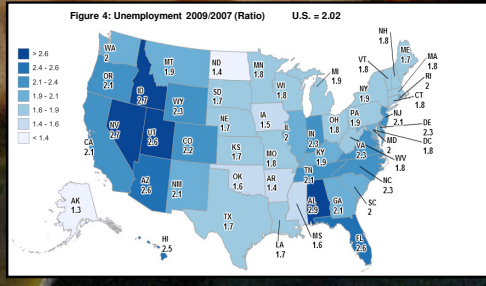 Figure 4: Unemployment 2009/2007 (Ratio) U.S. = 2.02
> 2.6
2.4 - 2.6
2.1 - 2.4
1.9 - 2.1
1.6 - 1.9
1.4 - 1.6
< 1.4
WA
2
OR
2.1
CA
2.1
NV
2.7
ID
2.7
MT
1.9
WY
2.3
UT
2.6
CO
2.2
AZ
2.6
NM
2.1
ND
1.4
SD
1.7
NE
1.7
KS
1.7
OK
1.6
TX
1.7
MN
1.8
IA
1.5
MO
1.8
AR
1.4
LA
1.7
WI
1.8
IL
2
MI
1.9
IN
2.3
OH
1.8
KY
1.9
TN
2.1
MS
1.6
AL
2.9
GA
2.1
FL
2.6
SC
2
NC
2.3
VA
2.3
WV
1.8
PA
1.9
NY
1.9
VT
1.8
NH
1.8
ME
1.7
MA
1.8
RI
2
CT
1.8
NJ
2.1
DE
2.3
MD
2
DC
1.8
AK
1.3
HI
2.5